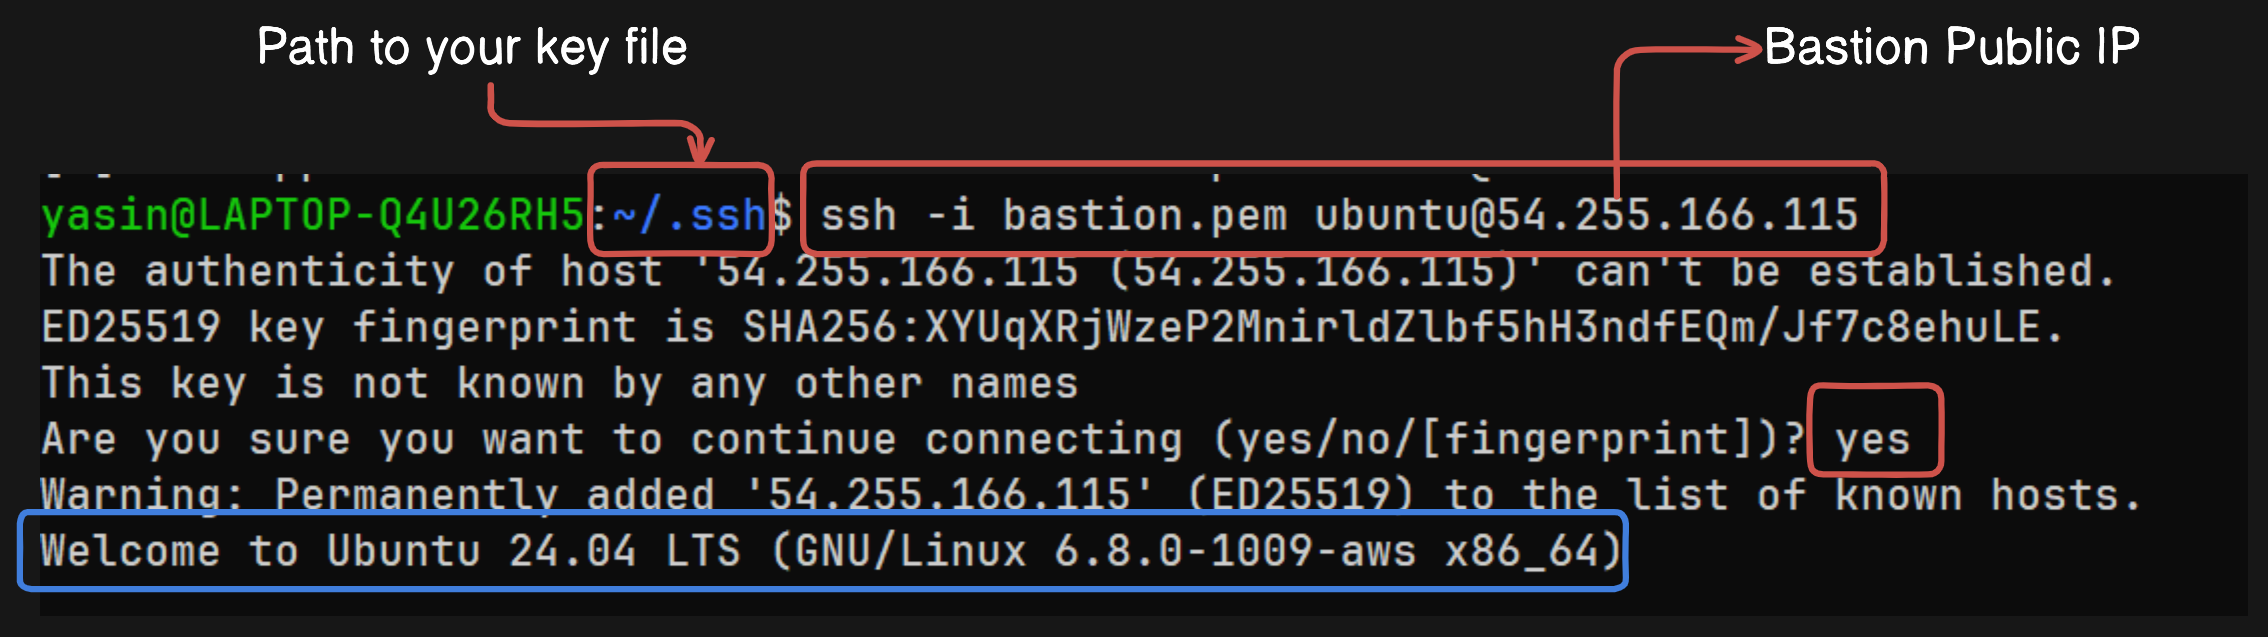 Path to your key file
Bastion Public IP
yasin@LAPTOP-Q4U26RH5:~/.ssh$ ssh -i bastion.pem ubuntu@54.255.166.115
The authenticity of host '54.255.166.115 (54.255.166.115)' can't be established.
ED25519 key fingerprint is SHA256:XYUqXRjWzeP2MnirldZlbf5hH3ndfEQm/Jf7c8ehuLE.
This key is not known by any other names
Are you sure you want to continue connecting (yes/no/[fingerprint])? yes
Warning: Permanently added '54.255.166.115' (ED25519) to the list of known hosts.
Welcome to Ubuntu 24.04 LTS (GNU/Linux 6.8.0-1009-aws x86_64)